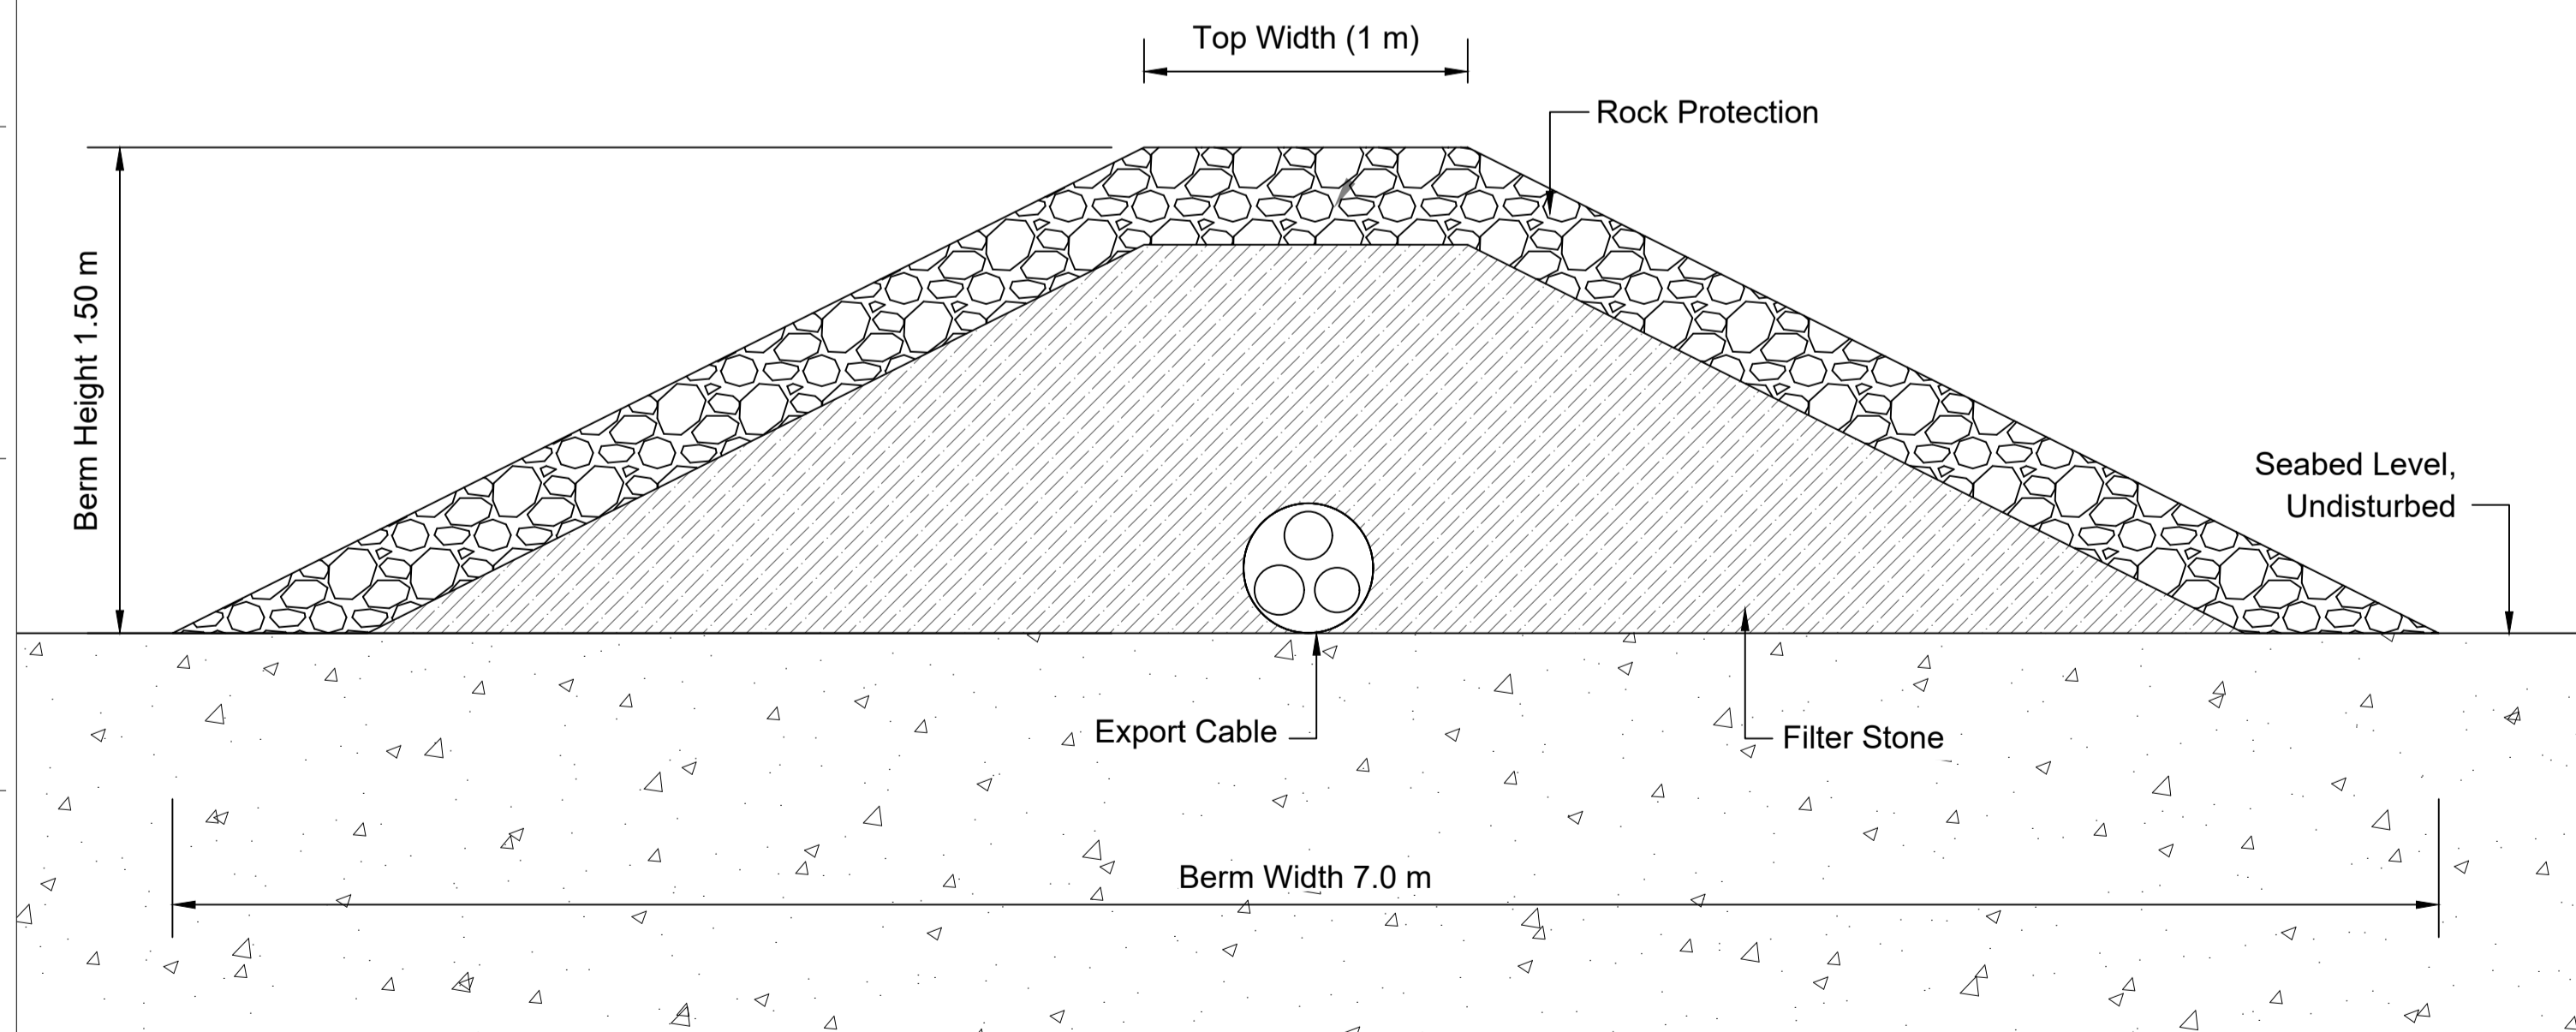 Top Width (1 m)
Rock Protection
Berm Height 1.50 m
Seabed Level,
Undisturbed
Export Cable
Filter Stone
Berm Width 7.0 m